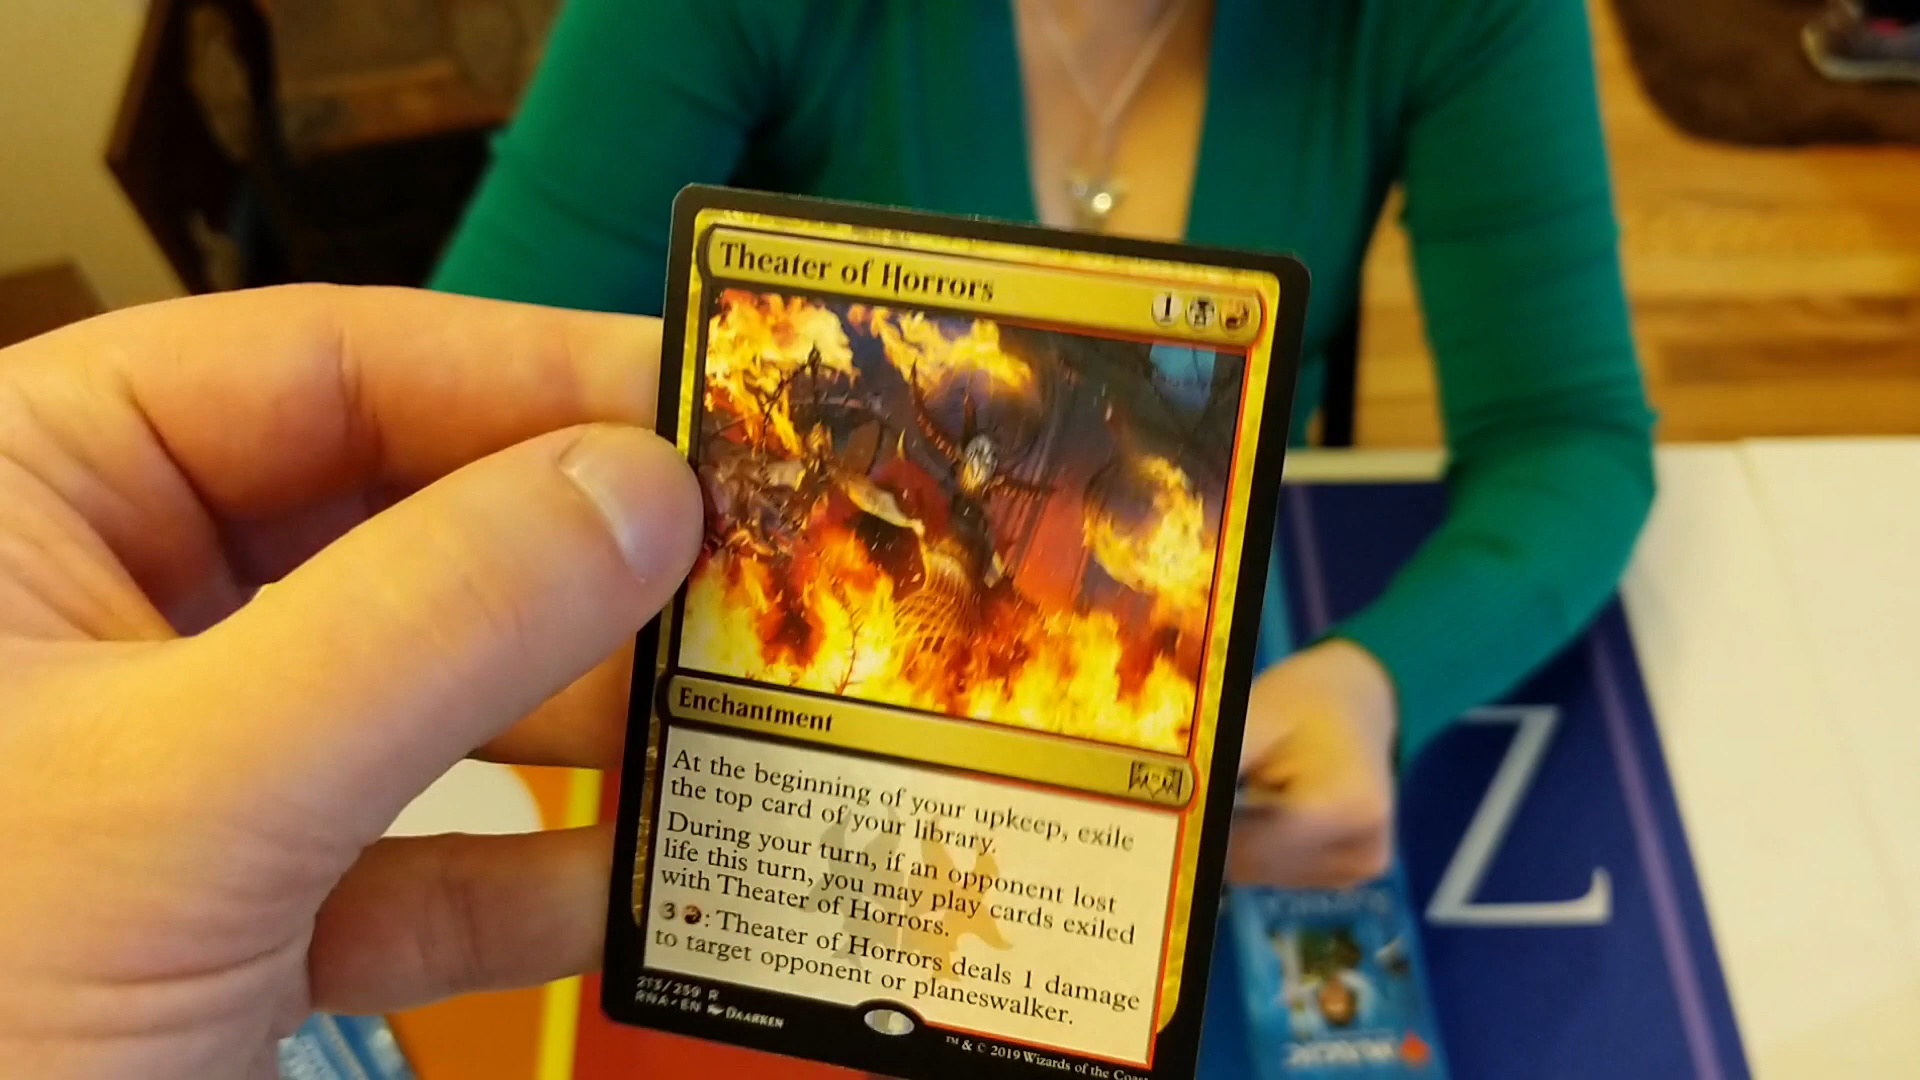 Theater of Horrors
1
Enchantment
At the beginning of your upkeep, exile
the top card of your library.
During your turn, if an opponent lost
life this turn, you may play cards exiled
with Theater of Horrors.
3 : Theater of Horrors deals 1 damage
to target opponent or planeswalker.
213/259 R
RNA • EN DAARKEN
™ & © 2019 Wizards of the Coas
Z